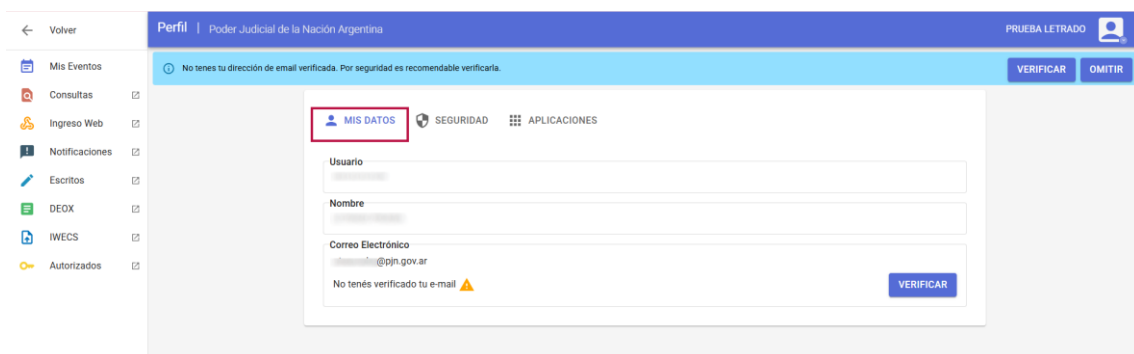 Volver
Perfil | Poder Judicial de la Nación Argentina
PRUEBA LETRADO
Mis Eventos
Consultas
Ingreso Web
Notificaciones
Escritos
DEOX
IWECS
Autorizados
No tenes tu dirección de email verificada. Por seguridad es recomendable verificarla.
VERIFICAR OMITIR
MIS DATOS SEGURIDAD APLICACIONES
Usuario
Nombre
Correo Electrónico
@pjn.gov.ar
No tenés verificado tu e-mail
VERIFICAR